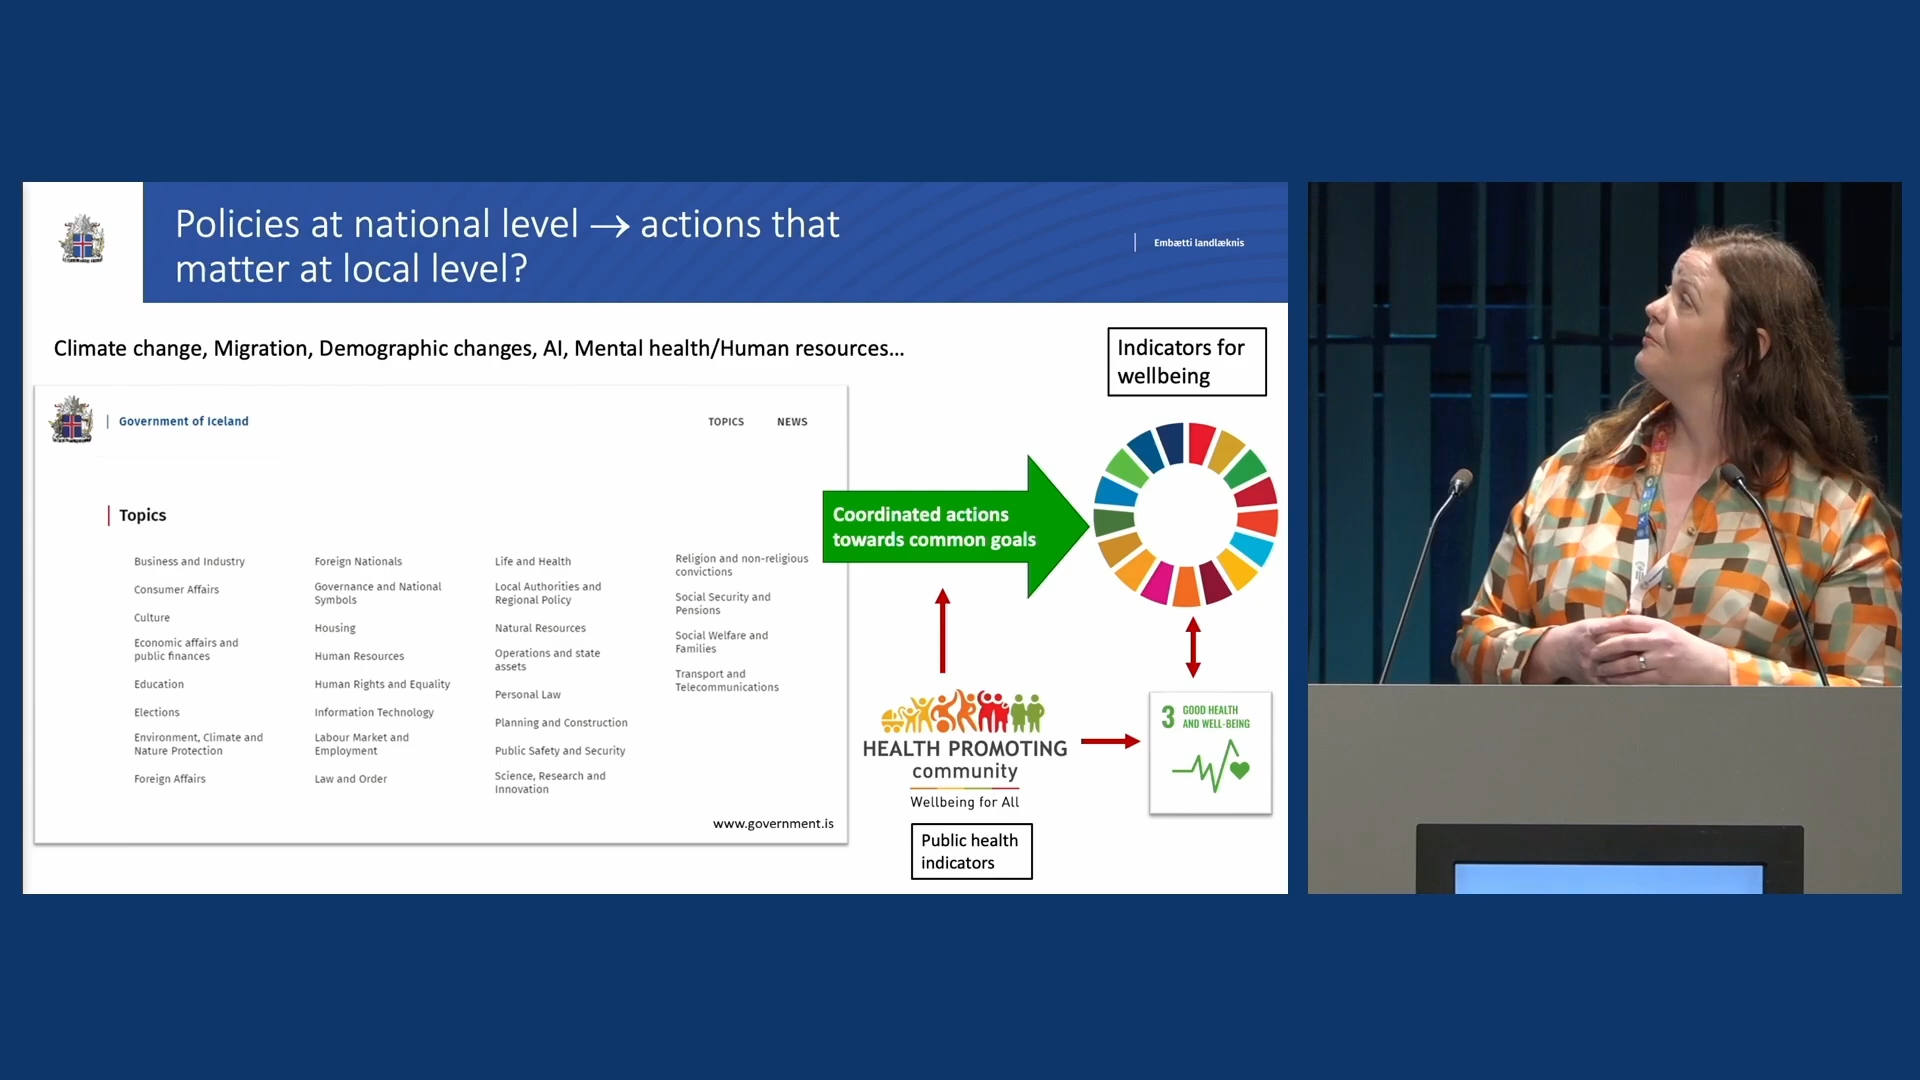 Policies at national level → actions that
matter at local level?
Embætti landlæknis
Climate change, Migration, Demographic changes, AI, Mental health/Human resources...
Indicators for
wellbeing
Government of Iceland
TOPICS
NEWS
Topics
Business and Industry
Consumer Affairs
Culture
Economic affairs and
public finances
Education
Elections
Environment, Climate and
Nature Protection
Foreign Affairs
Foreign Nationals
Governance and National
Symbols
Housing
Human Resources
Human Rights and Equality
Information Technology
Labour Market and
Employment
Law and Order
Life and Health
Local Authorities and
Regional Policy
Natural Resources
Operations and state
assets
Personal Law
Planning and Construction
Public Safety and Security
Science, Research and
Innovation
Religion and non-religious
convictions
Social Security and
Pensions
Social Welfare and
Families
Transport and
Telecommunications
www.government.is
Coordinated actions
towards common goals
HEALTH PROMOTING
community
Wellbeing for All
Public health
indicators
3 GOOD HEALTH
AND WELL-BEING